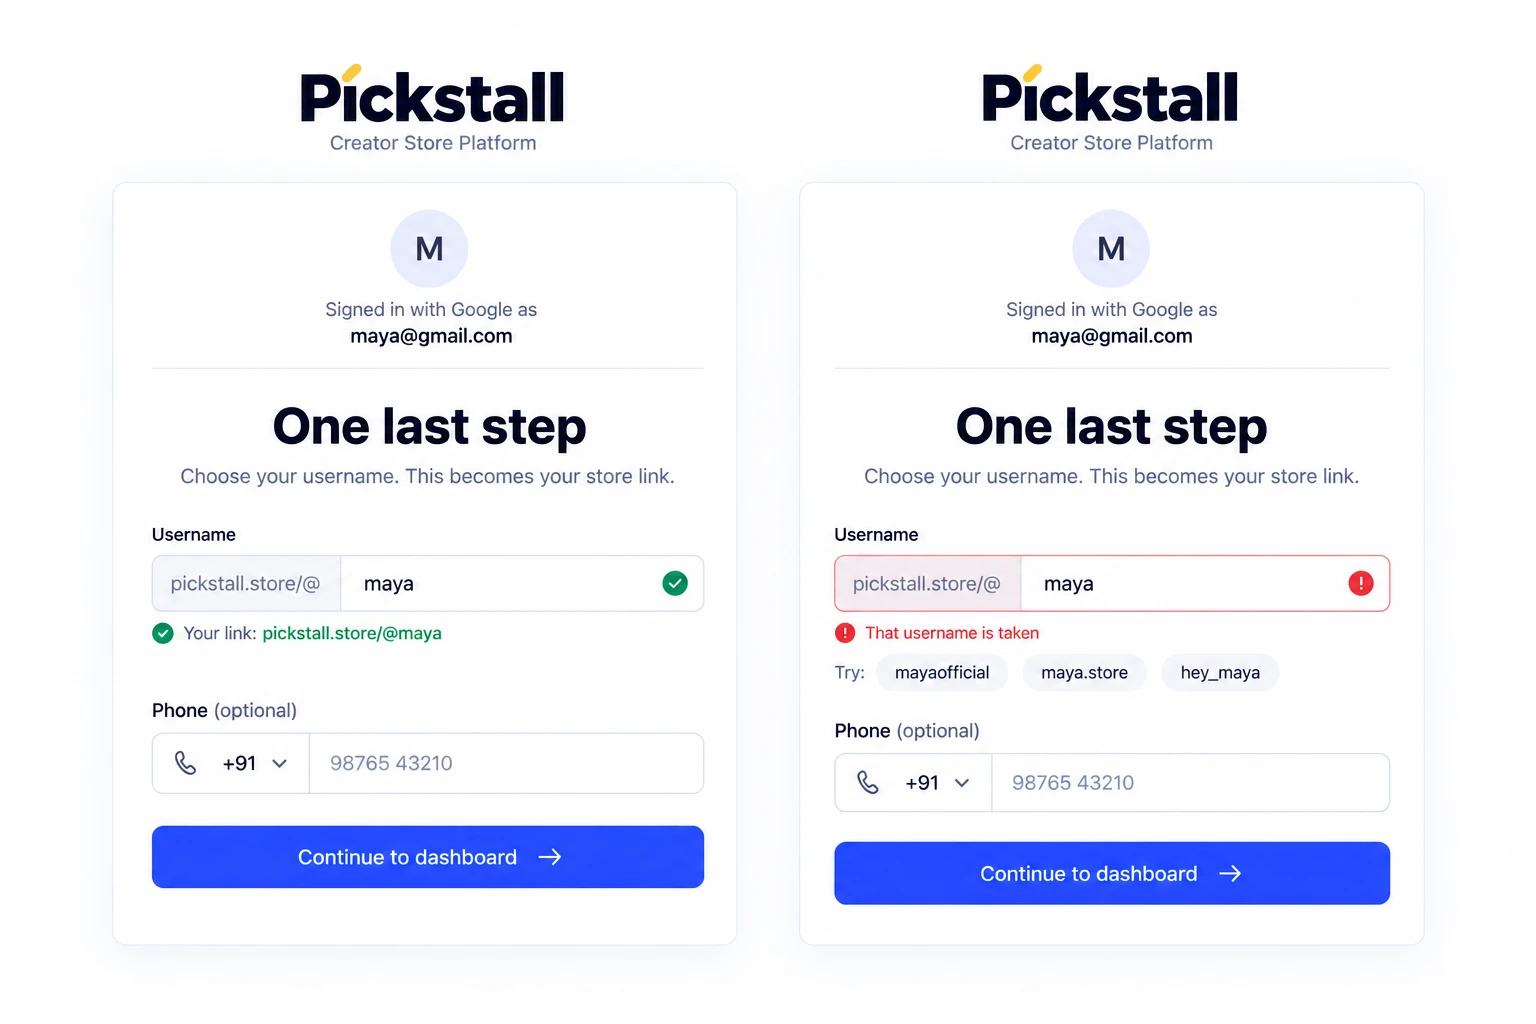 Pickstall
Creator Store Platform
M
Signed in with Google as
maya@gmail.com
One last step
Choose your username. This becomes your store link.
Username
pickstall.store/@ maya
Your link: pickstall.store/@maya
Phone (optional)
+91 98765 43210
Continue to dashboard →
Pickstall
Creator Store Platform
M
Signed in with Google as
maya@gmail.com
One last step
Choose your username. This becomes your store link.
Username
pickstall.store/@ maya
That username is taken
Try: mayaofficial maya.store hey_maya
Phone (optional)
+91 98765 43210
Continue to dashboard →